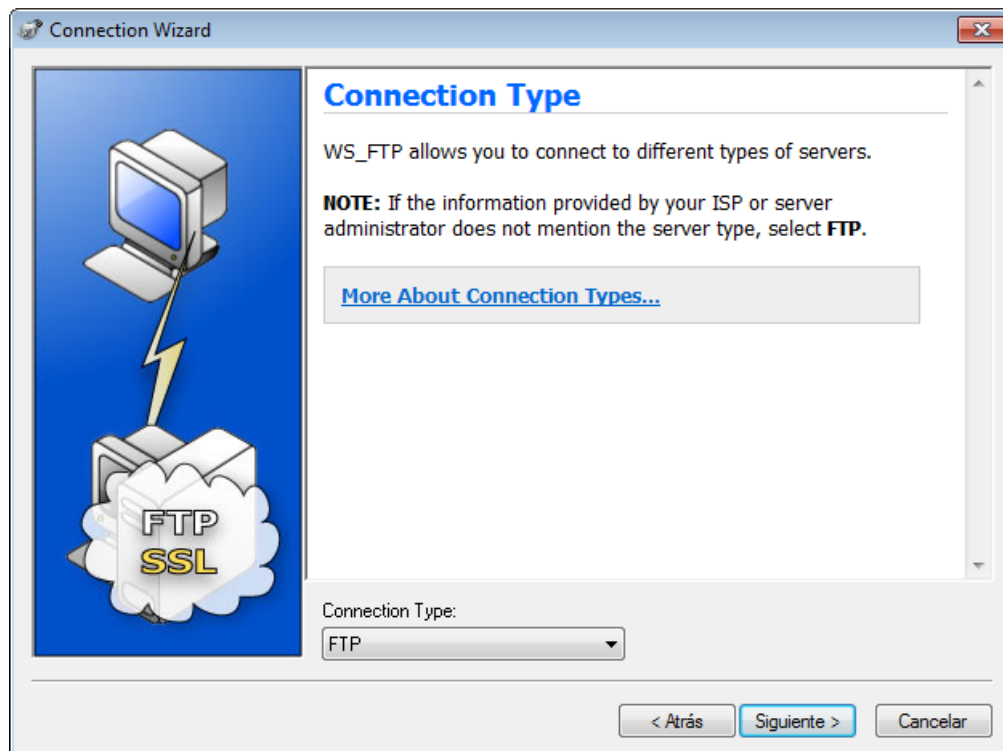 Connection Wizard
Connection Type
WS_FTP allows you to connect to different types of servers.
NOTE: If the information provided by your ISP or server
administrator does not mention the server type, select FTP.
More About Connection Types...
FTP
SSL
Connection Type:
FTP
< Atrás
Siguiente >
Cancelar